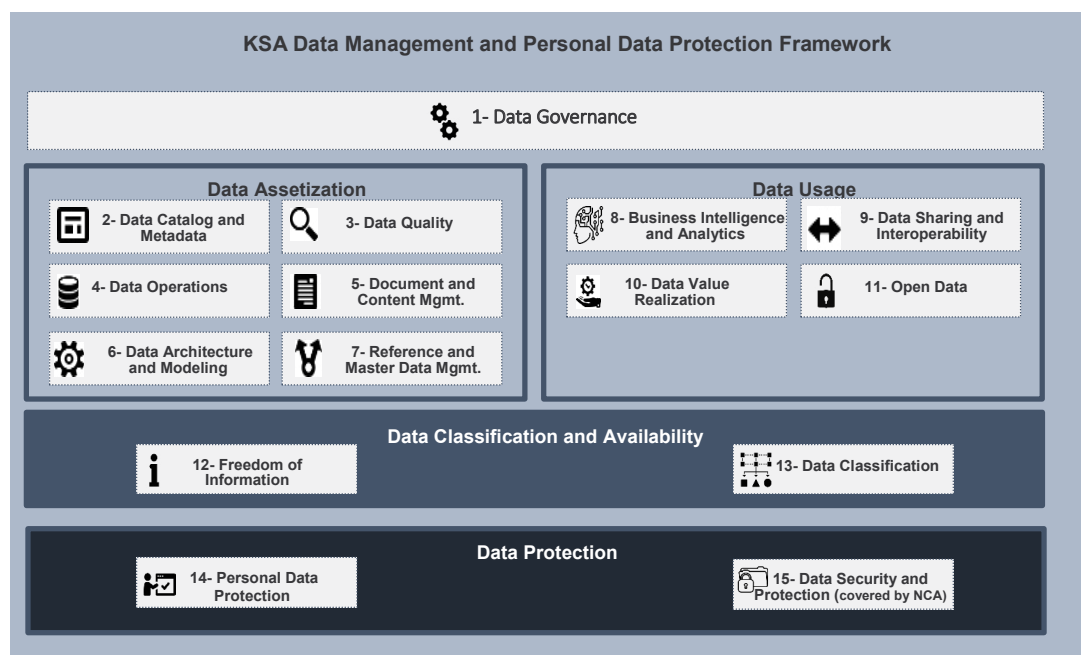 KSA Data Management and Personal Data Protection Framework
1- Data Governance
Data Assetization
2- Data Catalog and
Metadata
3- Data Quality
4- Data Operations
5- Document and
Content Mgmt.
6- Data Architecture
and Modeling
7- Reference and
Master Data Mgmt.
Data Usage
8- Business Intelligence
and Analytics
9- Data Sharing and
Interoperability
10- Data Value
Realization
11- Open Data
Data Classification and Availability
12- Freedom of
Information
13- Data Classification
Data Protection
14- Personal Data
Protection
15- Data Security and
Protection (covered by NCA)